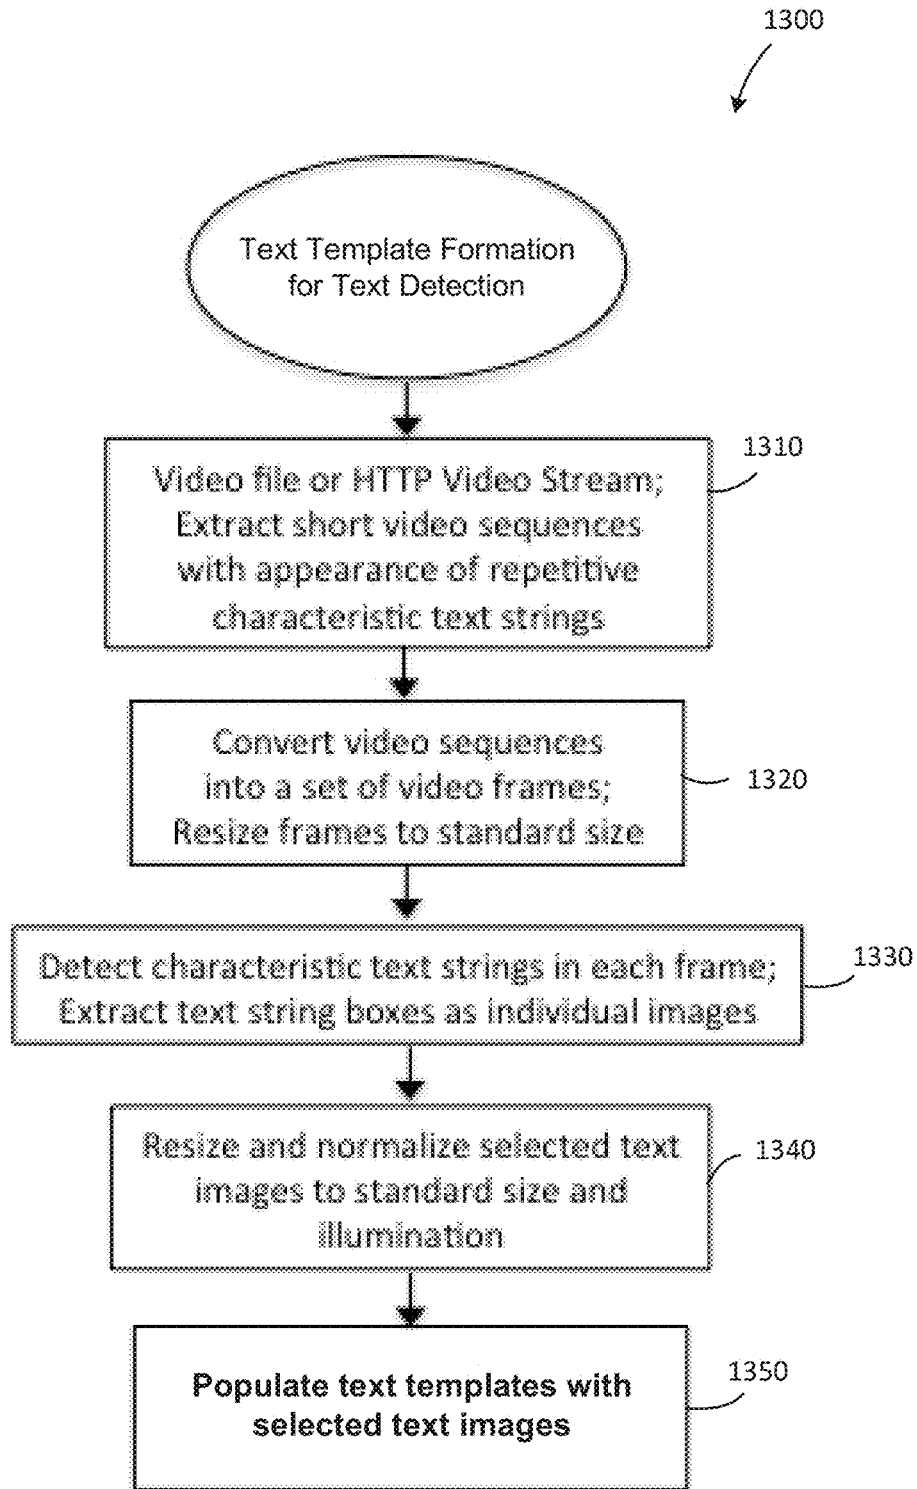 1300
Text Template Formation
for Text Detection
1310
Video file or HTTP Video Stream;
Extract short video sequences
with appearance of repetitive
characteristic text strings
Convert video sequences
into a set of video frames;
Resize frames to standard size
1320
Detect characteristic text strings in each frame;
Extract text string boxes as individual images
1330
Resize and normalize selected text
images to standard size and
illumination
1340
Populate text templates with
selected text images
1350